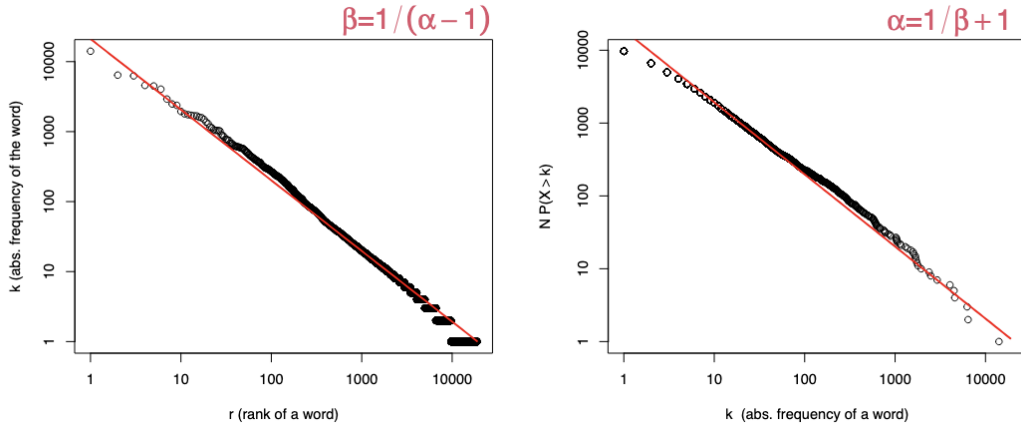 β=1/(α−1)
k (abs. frequency of the word)
10000
1000
100
10
1
1 10 100 1000 10000
r (rank of a word)
α=1/β+1
N P(X > k)
10000
1000
100
10
1
1 10 100 1000 10000
k (abs. frequency of a word)